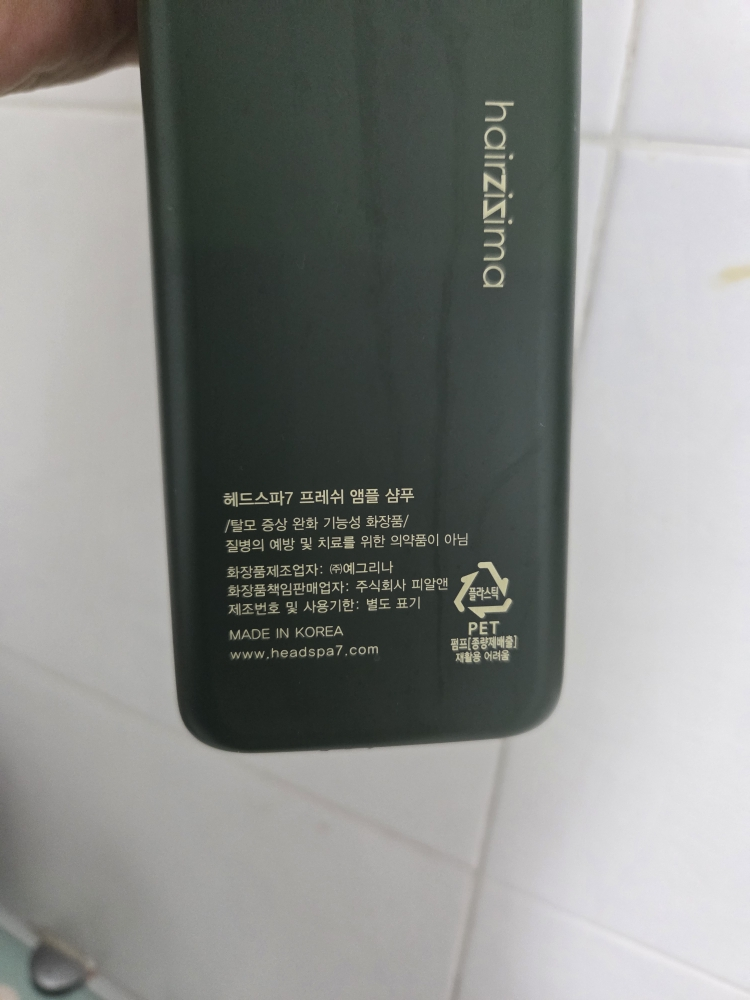 hairzizima
헤드스파7 프레쉬 앰플 샴푸
/탈모 증상 완화 기능성 화장품/
질병의 예방 및 치료를 위한 의약품이 아님
화장품제조업자: ㈜예그리나
화장품책임판매업자: 주식회사 피알앤
제조번호 및 사용기한: 별도 표기
MADE IN KOREA
www.headspa7.com
플라스틱
PET
펌프[종량제배출]
재활용 어려움